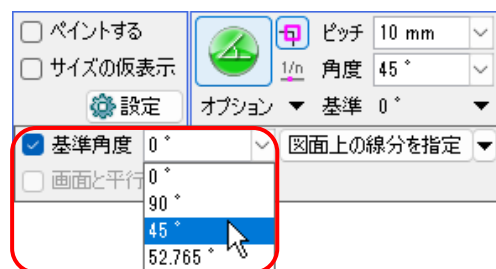 ペイントする
サイズの仮表示
設定
1/n
ピッチ 10 mm
角度 45 °
オプション ▼ 基準 0 ° ▼
基準角度 0 ° 図面上の線分を指定 ▼
画面と平行
0 °
90 °
45 °
52.765 °